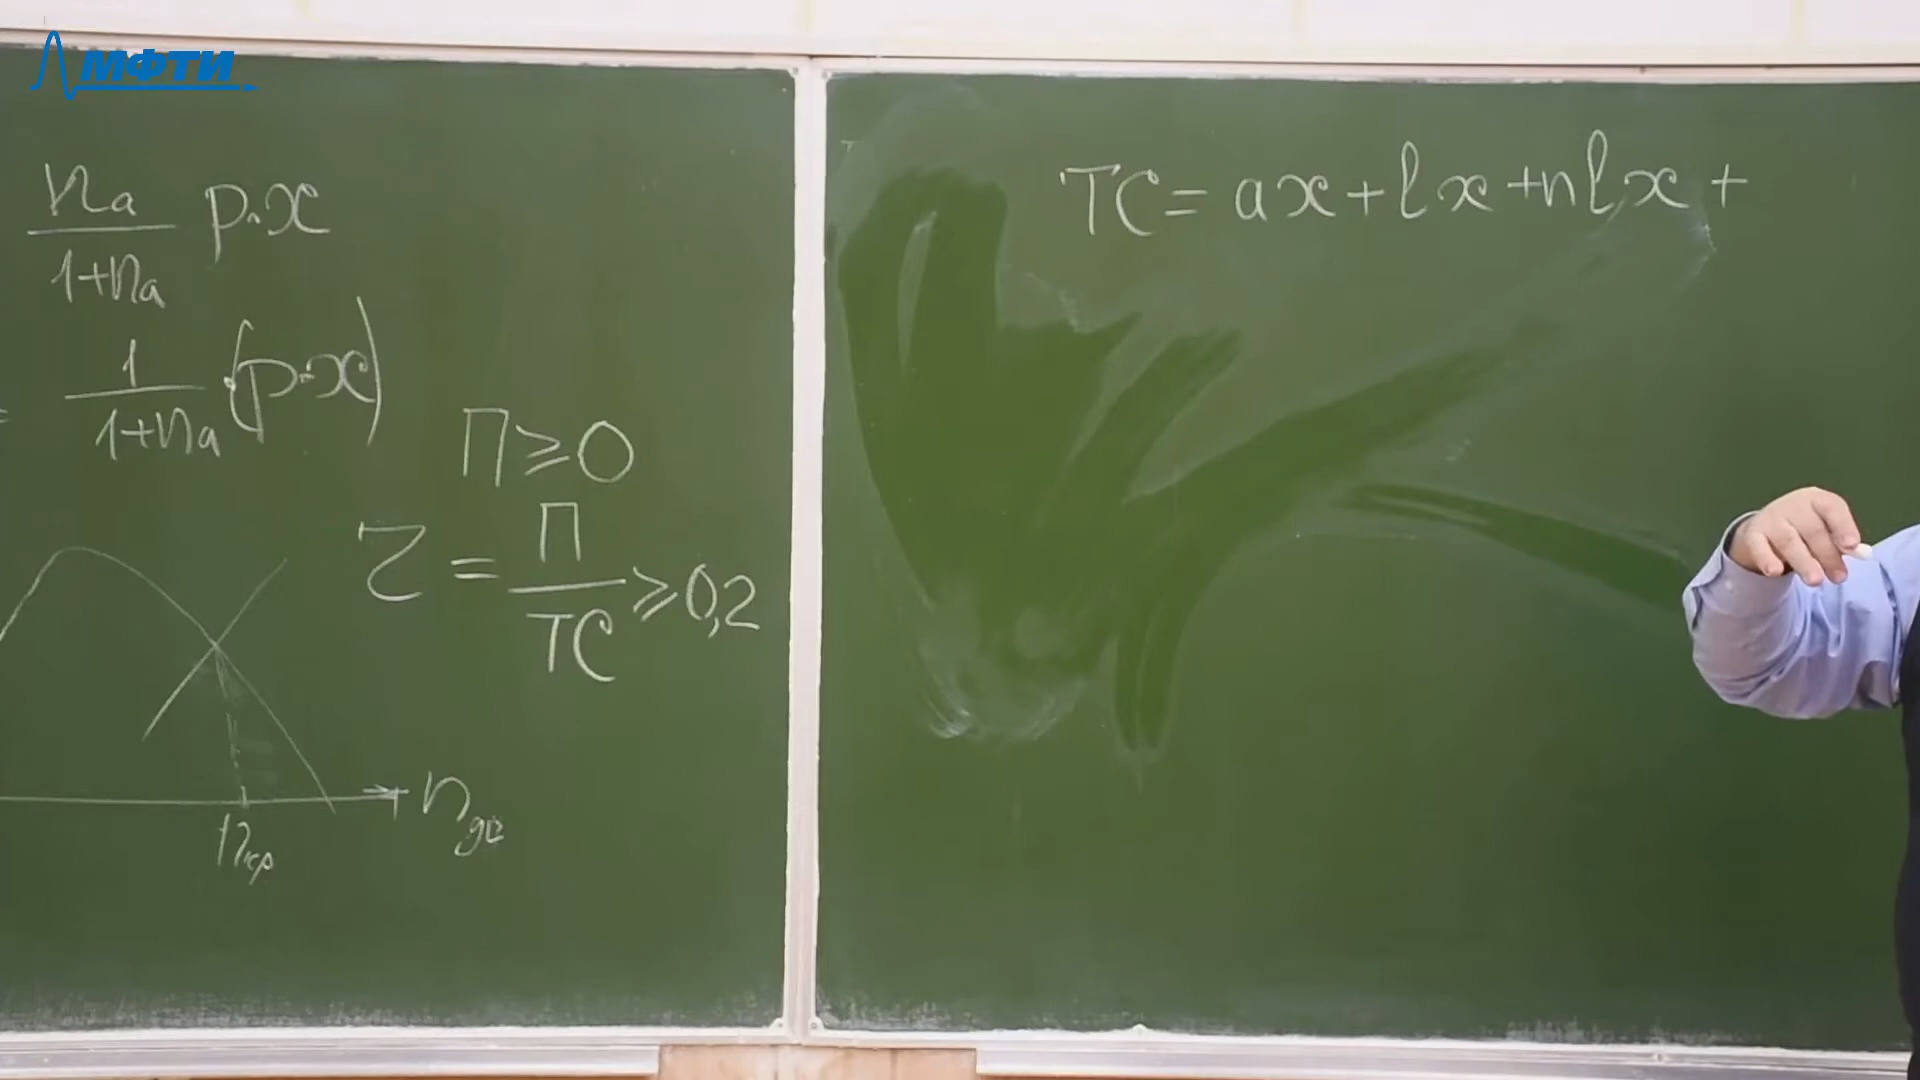 МФТИ
nₐ/(1+nₐ) p·x
= 1/(1+nₐ) (p·x)
П ≥ 0
r = П/TC ≥ 0,2
n
nкр
TC = ax + lx + nlx +